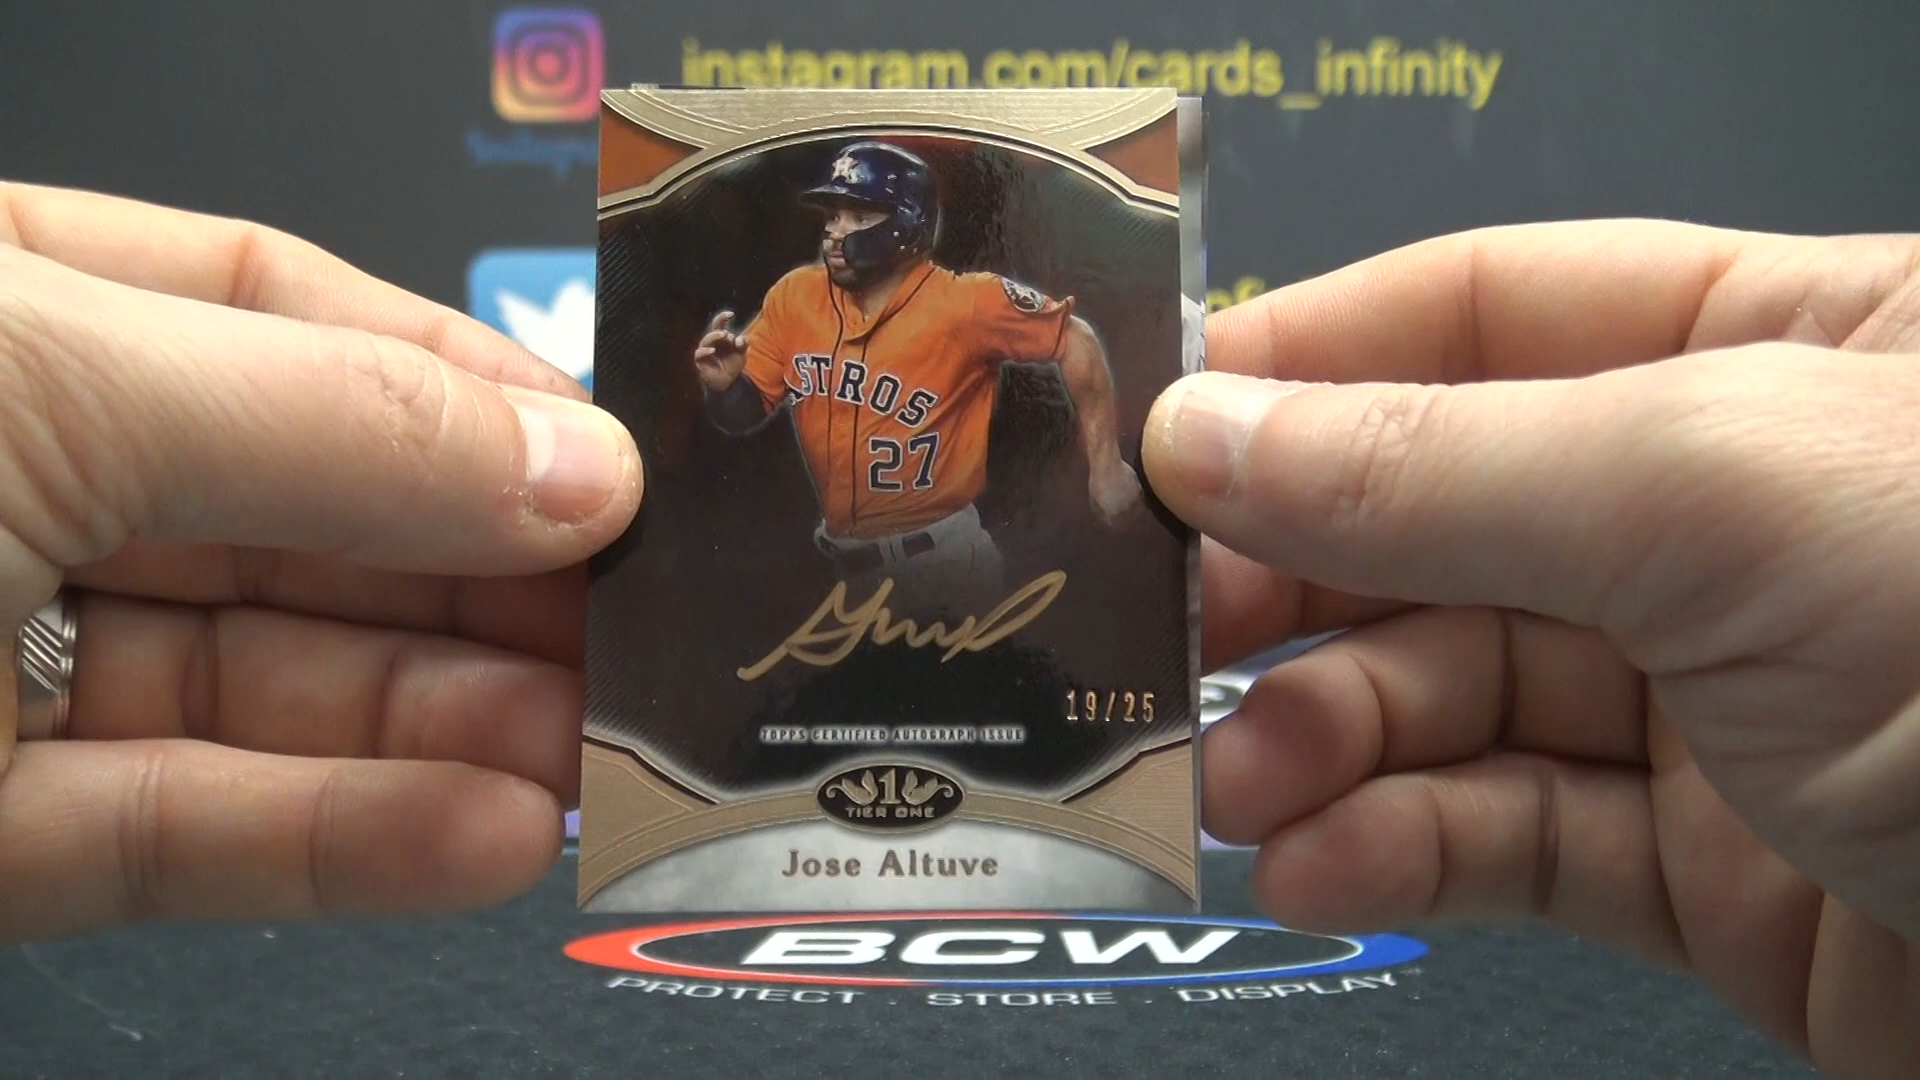 instagram.com/cards_infinity
ASTROS
27
19/25
TOPPS CERTIFIED AUTOGRAPH ISSUE
1
TIER ONE
Jose Altuve
BCW
PROTECT . STORE . DISPLAY